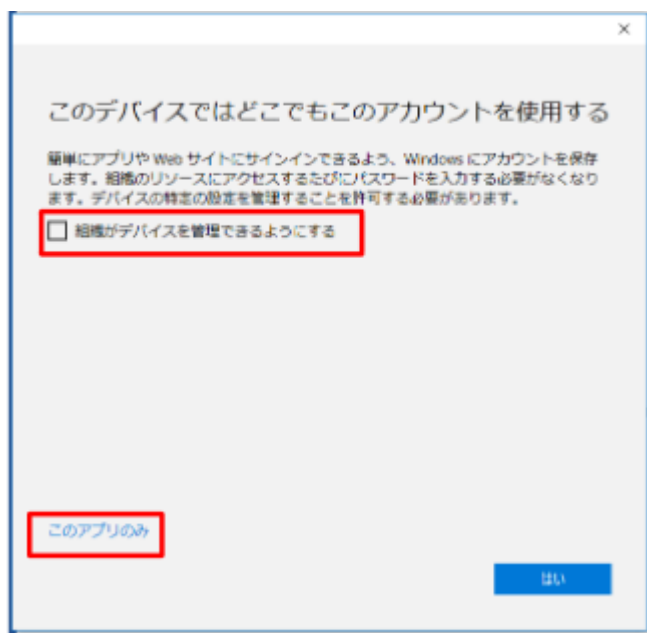 このデバイスではどこでもこのアカウントを使用する
簡単にアプリや Web サイトにサインインできるよう、Windows にアカウントを保存
します。組織のリソースにアクセスするたびにパスワードを入力する必要がなくなり
ます。デバイスの特定の設定を管理することを許可する必要があります。
組織がデバイスを管理できるようにする
このアプリのみ
はい